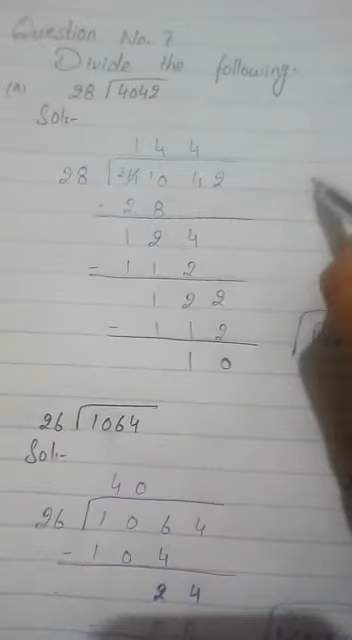 Question No. 7
Divide the following.
(a) 28 √4042
Sol:-
1 4 4
28 3 4 10 4 2
- 2 8
1 2 4
= 1 1 2
1 2 2
= 1 1 2
1 0
26 √1064
Sol:-
4 0
26 1 0 6 4
- 1 0 4
2 4